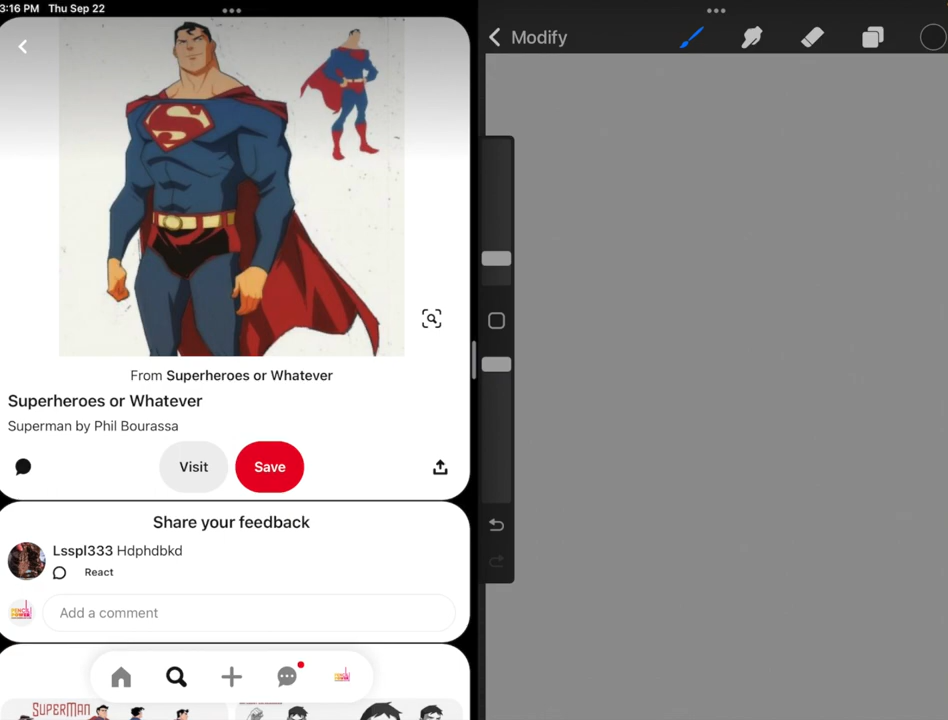 3:16 PM Thu Sep 22
Modify
S
From Superheroes or Whatever
Superheroes or Whatever
Superman by Phil Bourassa
Visit
Save
Share your feedback
Lsspl333 Hdphdbkd
React
Add a comment
SUPERMAN